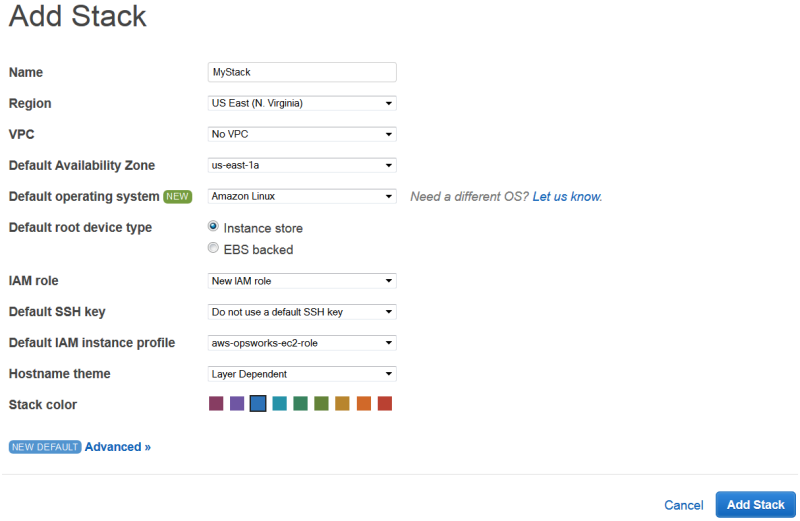 Add Stack
Name MyStack
Region US East (N. Virginia)
VPC No VPC
Default Availability Zone us-east-1a
Default operating system NEW Amazon Linux Need a different OS? Let us know.
Default root device type Instance store
EBS backed
IAM role New IAM role
Default SSH key Do not use a default SSH key
Default IAM instance profile aws-opsworks-ec2-role
Hostname theme Layer Dependent
Stack color
NEW DEFAULT Advanced »
Cancel Add Stack